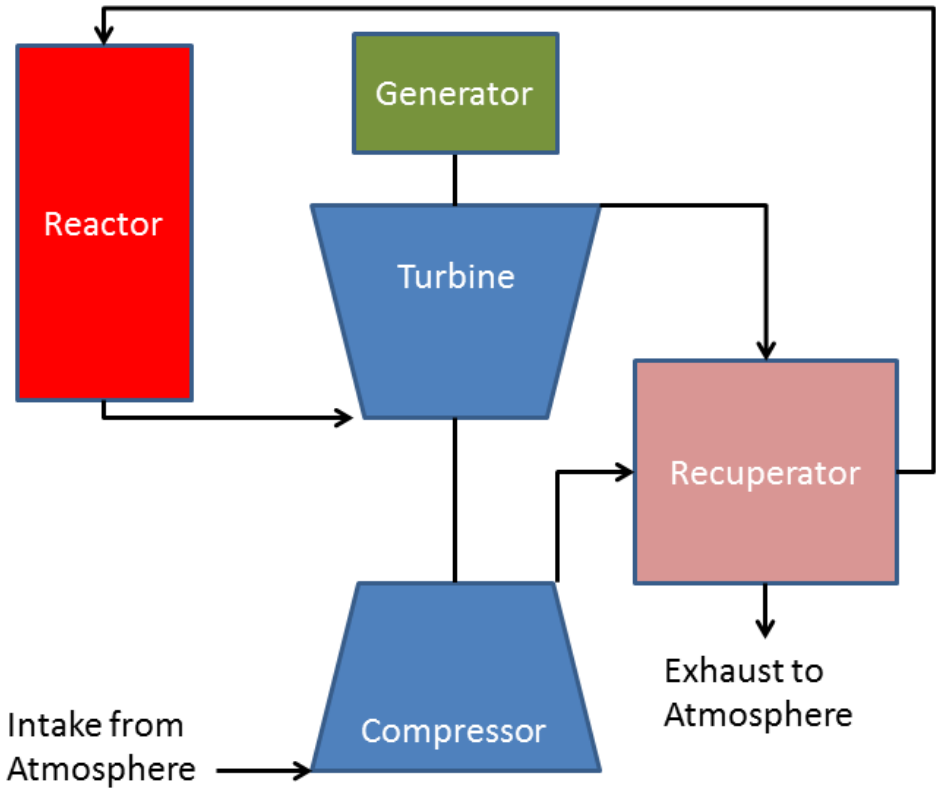 Generator
Reactor
Turbine
Recuperator
Exhaust to
Atmosphere
Intake from
Atmosphere
Compressor